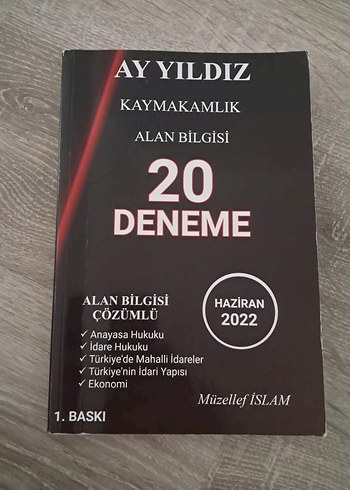 AY YILDIZ
KAYMAKAMLIK
ALAN BİLGİSİ
20
DENEME
ALAN BİLGİSİ
ÇÖZÜMLÜ
✓ Anayasa Hukuku
✓ İdare Hukuku
✓ Türkiye'de Mahalli İdareler
✓ Türkiye'nin İdari Yapısı
✓ Ekonomi
HAZİRAN
2022
Müzellef İSLAM
1. BASKI